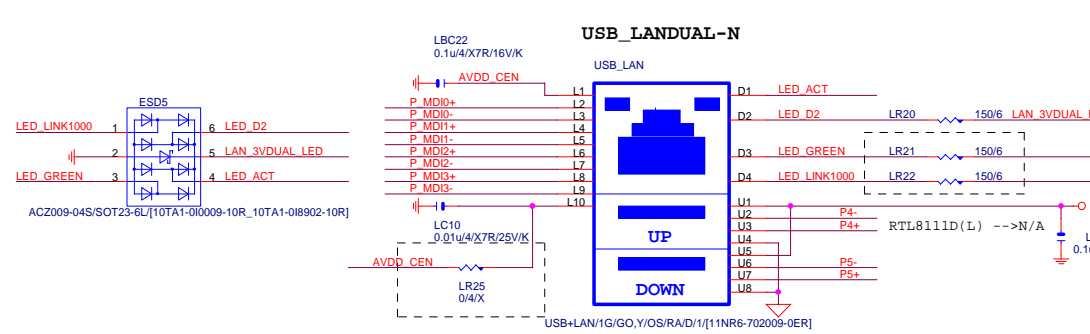 USB_LANDUAL-N
LBC22
0.1u/4/X7R/16V/K
USB_LAN
AVDD_CEN
L1
D1
LED_ACT
ESD5
P_MDI0+
L2
P_MDI0-
L3
D2
LED_D2
LR20
150/6
LAN_3VDUAL_
LED_LINK1000
1
6
LED_D2
P_MDI1+
L4
P_MDI1-
L5
2
5
LAN_3VDUAL_LED
P_MDI2+
L6
D3
LED_GREEN
LR21
150/6
P_MDI2-
L7
LED_GREEN
3
4
LED_ACT
P_MDI3+
L8
D4
LED_LINK1000
LR22
150/6
P_MDI3-
L9
L10
ACZ009-04S/SOT23-6L/[10TA1-0I0009-10R_10TA1-0I8902-10R]
LC10
0.01u/4/X7R/25V/K
U1
U2
P4-
U3
P4+
RTL8111D(L) -->N/A
UP
U4
U5
AVDD_CEN
U6
P5-
U7
P5+
LR25
0/4/X
DOWN
U8
USB+LAN/1G/GO,Y/OS/RA/D/1/[11NR6-702009-0ER]